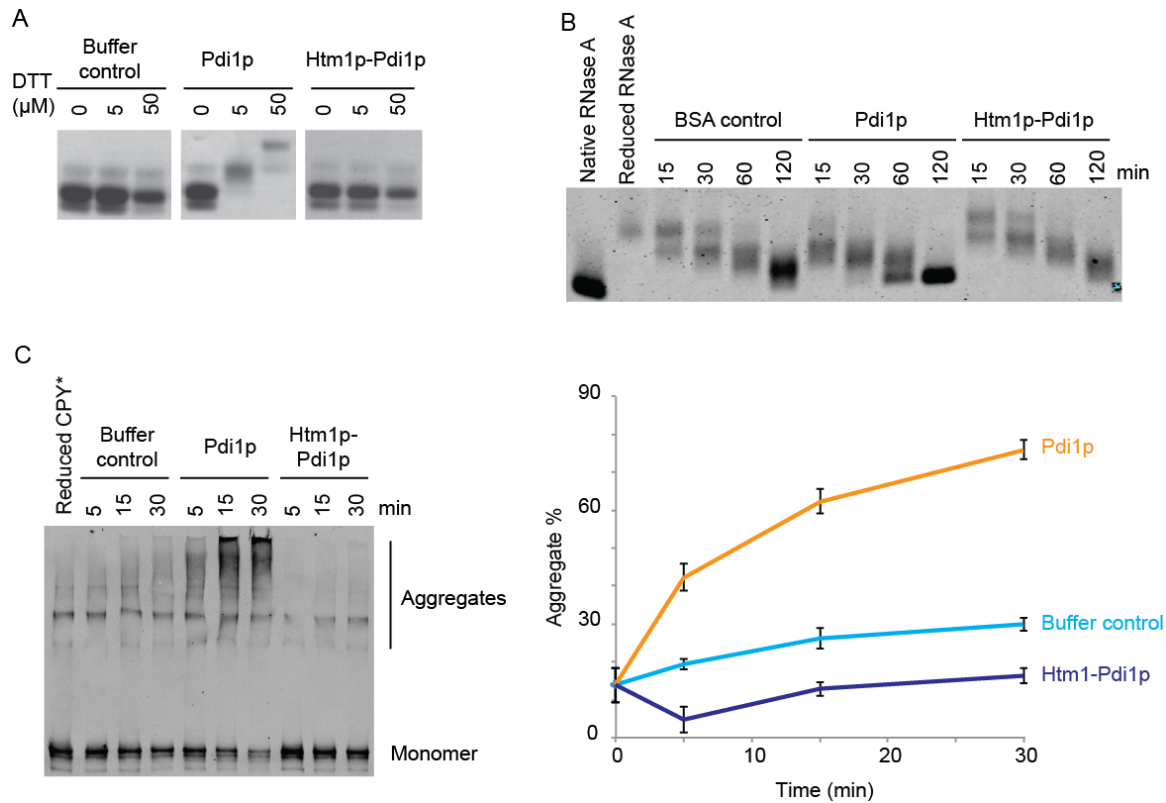 A
Buffer
control
Pdi1p
Htm1p-Pdi1p
DTT
(µM)
0 5 50 0 5 50 0 5 50
B
Native RNase A
Reduced RNase A
BSA control
Pdi1p
Htm1p-Pdi1p
15 30 60 120 15 30 60 120 15 30 60 120 min
C
Reduced CPY*
Buffer
control
Pdi1p
Htm1p-
Pdi1p
5 15 30 5 15 30 5 15 30 min
Aggregates
Monomer
Aggregate %
90
60
30
0
0 10 20 30
Time (min)
Pdi1p
Buffer control
Htm1-Pdi1p